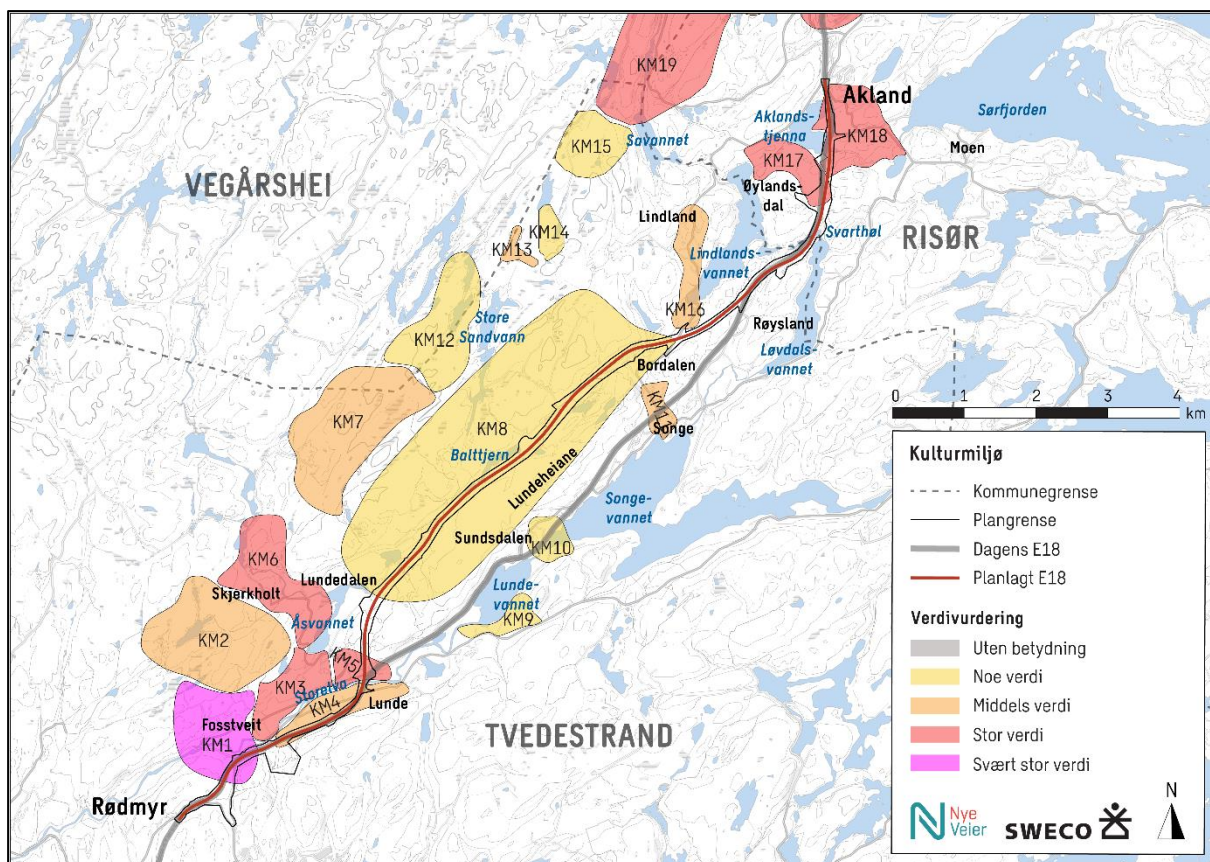 KM19
Akland
Aklands-
tjenna
Sørfjorden
Savannet
KM15
KM18
Moen
KM17
VEGÅRSHEI
Øylands-
dal
KM14
Lindland
KM13
Svarthøl
RISØR
Lindlands-
vannet
Store
Sandvann
KM16
KM12
Røysland
Bordalen
Løvdals-
vannet
KM7
KM11
Songe
KM8
Balttjern
Lundeheiane
Songe-
vannet
Sundsdalen
KM10
KM6
Lundedalen
Skjerkholt
Lunde-
vannet
Åsvannet
KM9
KM2
KM5
KM3
Storelva
KM4
Lunde
Fosstveit
KM1
TVEDESTRAND
Rødmyr
0 1 2 3 4
km
Kulturmiljø
Kommunegrense
Plangrense
Dagens E18
Planlagt E18
Verdivurdering
Uten betydning
Noe verdi
Middels verdi
Stor verdi
Svært stor verdi
N
Nye
Veier
SWECO